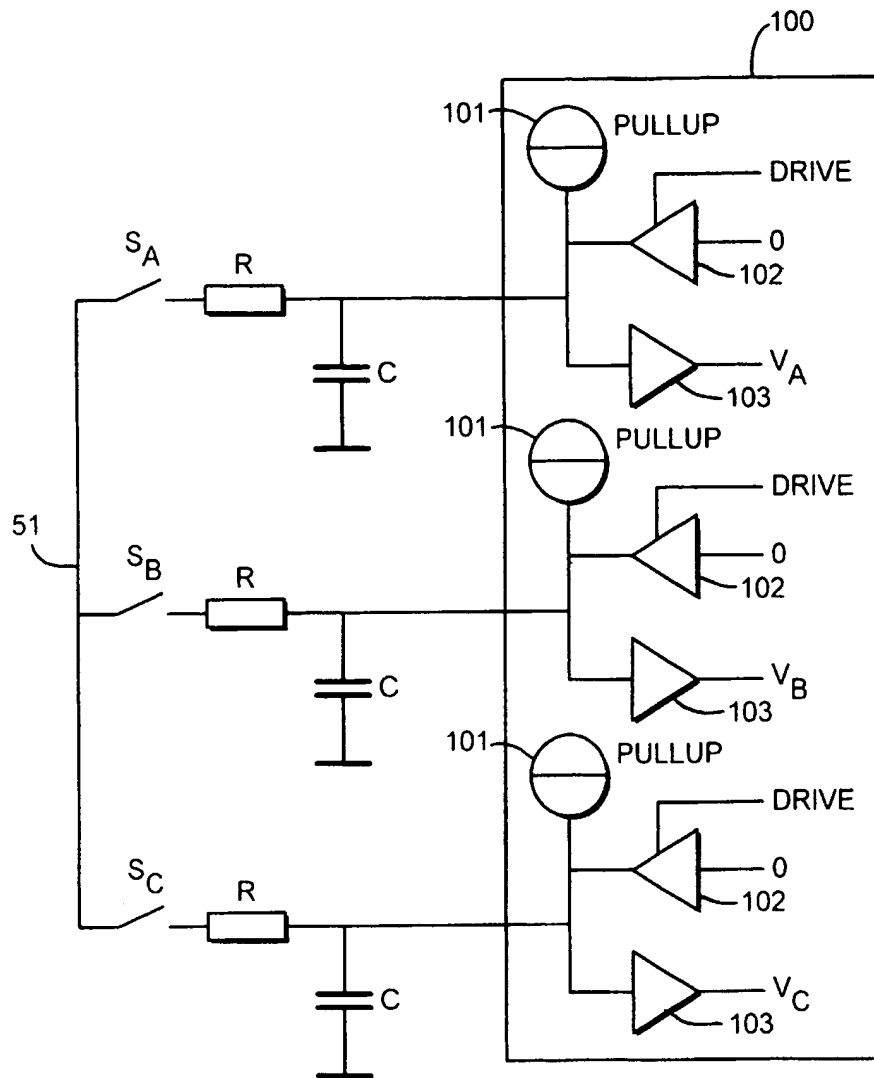 100
101
PULLUP
DRIVE
S_A
R
0
102
C
V_A
103
101
PULLUP
51
DRIVE
S_B
R
0
102
C
V_B
103
101
PULLUP
DRIVE
S_C
R
0
102
C
V_C
103